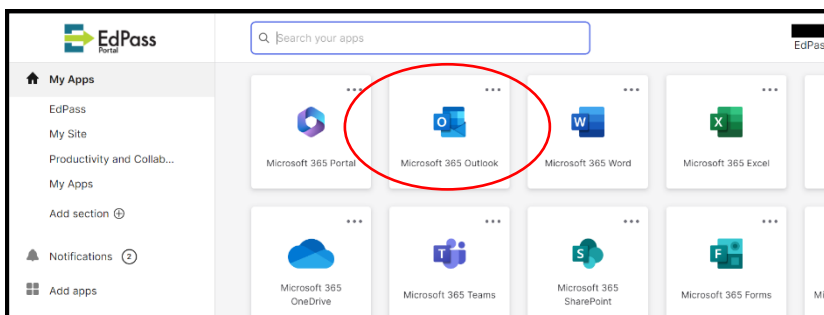 EdPass
Portal
Search your apps
EdPas
My Apps
EdPass
My Site
Productivity and Collab...
My Apps
Add section
Notifications 2
Add apps
Microsoft 365 Portal
Microsoft 365 Outlook
Microsoft 365 Word
Microsoft 365 Excel
Microsoft 365
OneDrive
Microsoft 365 Teams
Microsoft 365
SharePoint
Microsoft 365 Forms
Mi